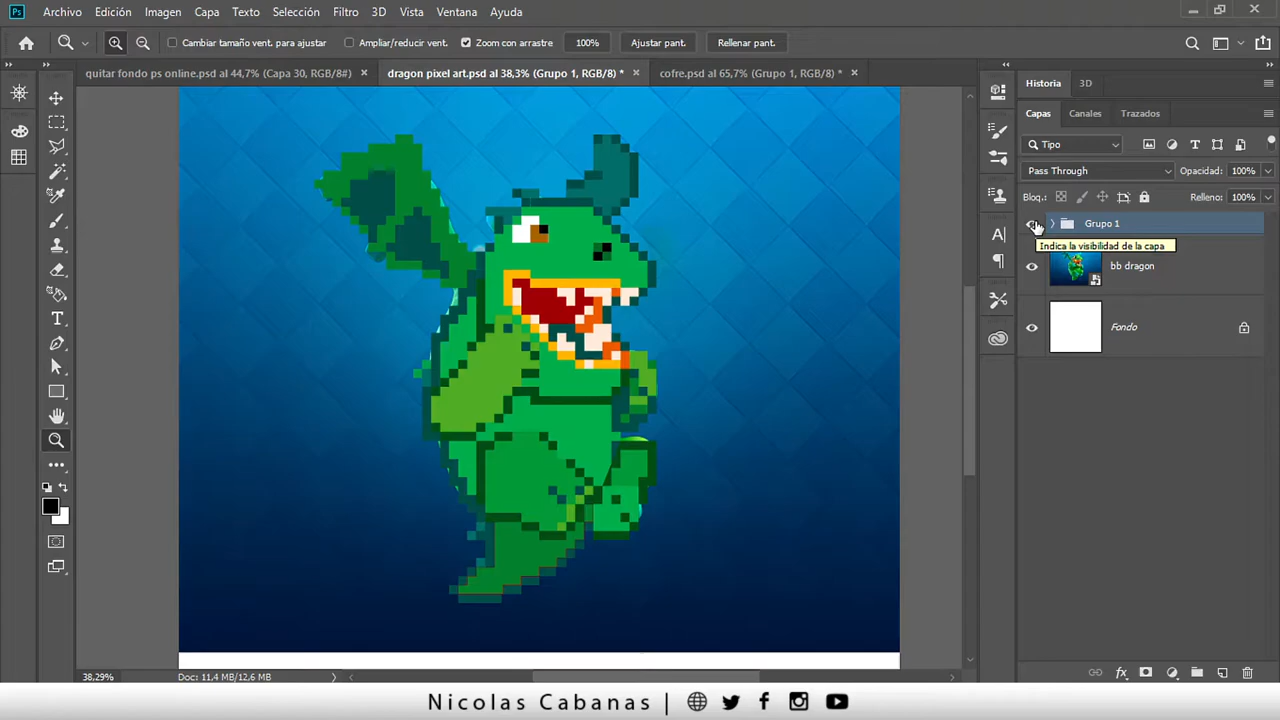 Ps Archivo Edición Imagen Capa Texto Selección Filtro 3D Vista Ventana Ayuda
Cambiar tamaño vent. para ajustar Ampliar/reducir vent. Zoom con arrastre 100% Ajustar pant. Rellenar pant.
quitar fondo ps online.psd al 44,7% (Capa 30, RGB/8#) × dragon pixel art.psd al 38,3% (Grupo 1, RGB/8) * × cofre.psd al 65,7% (Grupo 1, RGB/8) * ×
Historia 3D
Capas Canales Trazados
Tipo
Pass Through Opacidad: 100%
Bloq.: Relleno: 100%
Grupo 1
Indica la visibilidad de la capa
bb dragon
Fondo
38,29% Doc: 11,4 MB/12,6 MB
Nicolas Cabanas |